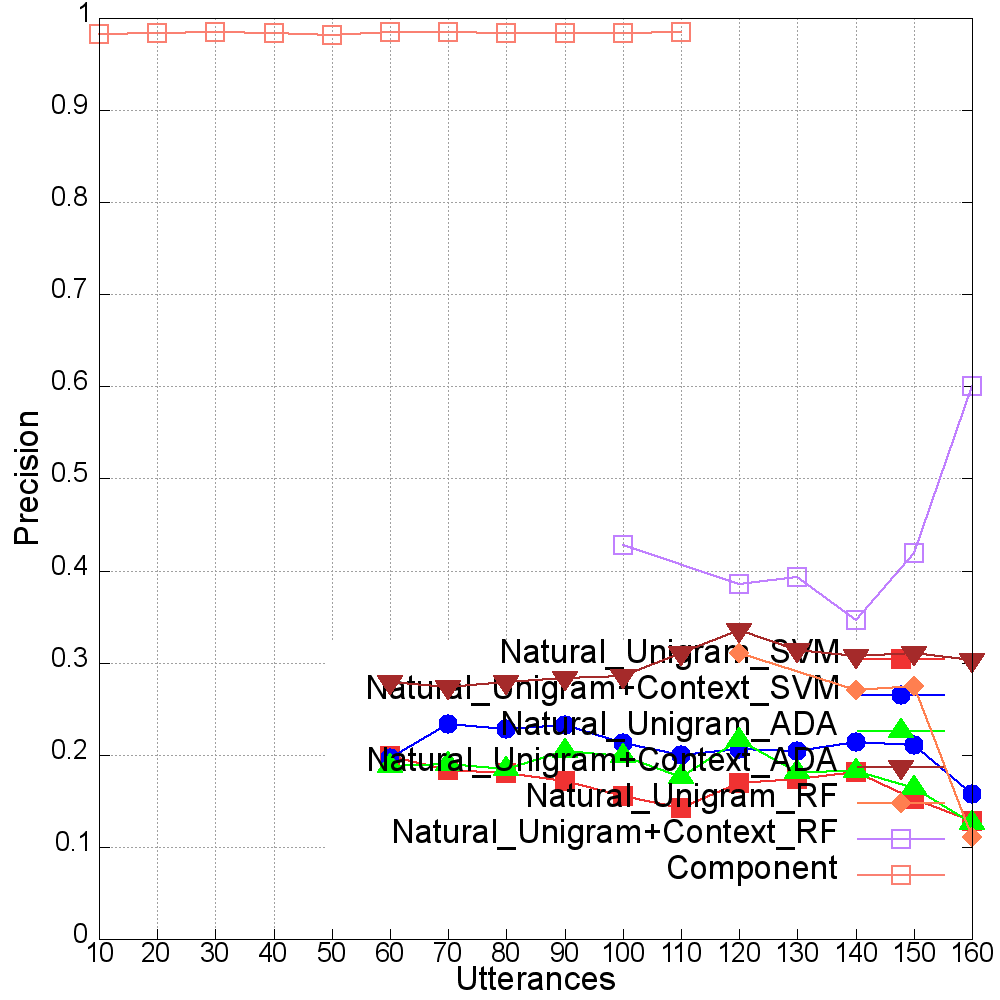 1
0.9
0.8
0.7
0.6
0.5
0.4
0.3
0.2
0.1
0
Precision
Natural_Unigram_SVM
Natural_Unigram+Context_SVM
Natural_Unigram_ADA
Natural_Unigram+Context_ADA
Natural_Unigram_RF
Natural_Unigram+Context_RF
Component
10 20 30 40 50 60 70 80 90 100 110 120 130 140 150 160
Utterances